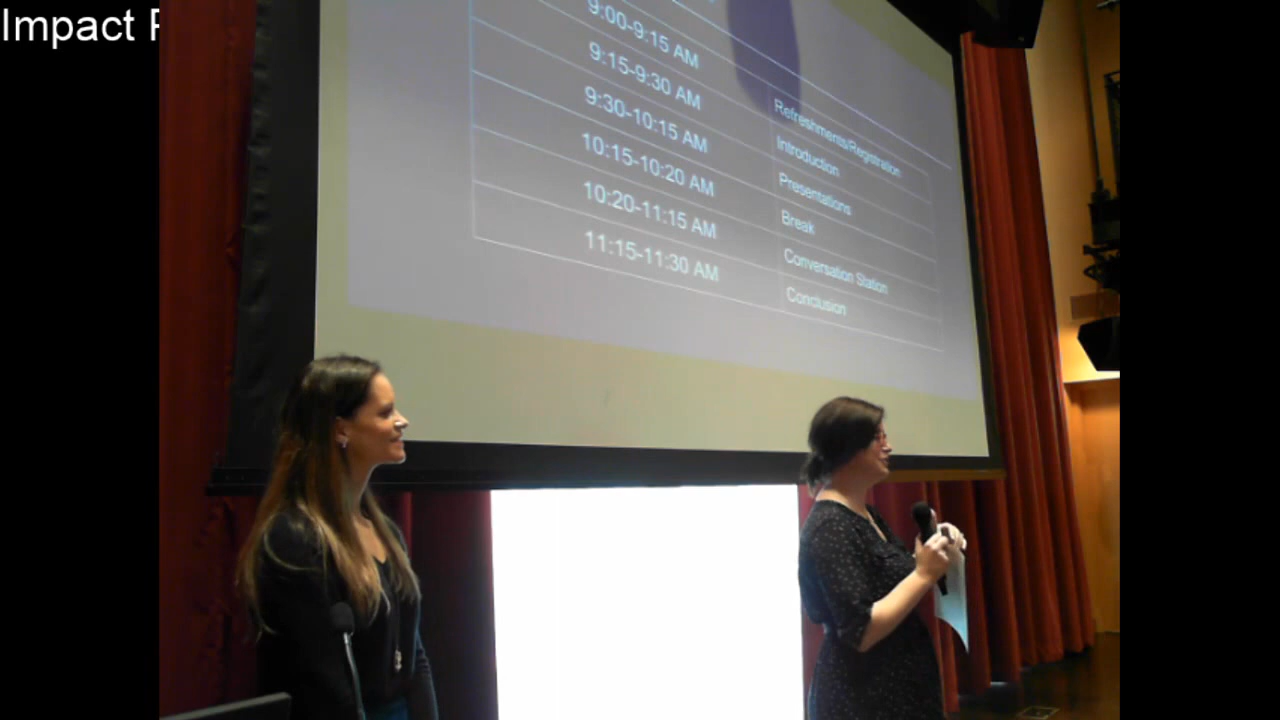 Impact
9:00-9:15 AM Refreshments/Registration
9:15-9:30 AM Introduction
9:30-10:15 AM Presentations
10:15-10:20 AM Break
10:20-11:15 AM Conversation Station
11:15-11:30 AM Conclusion